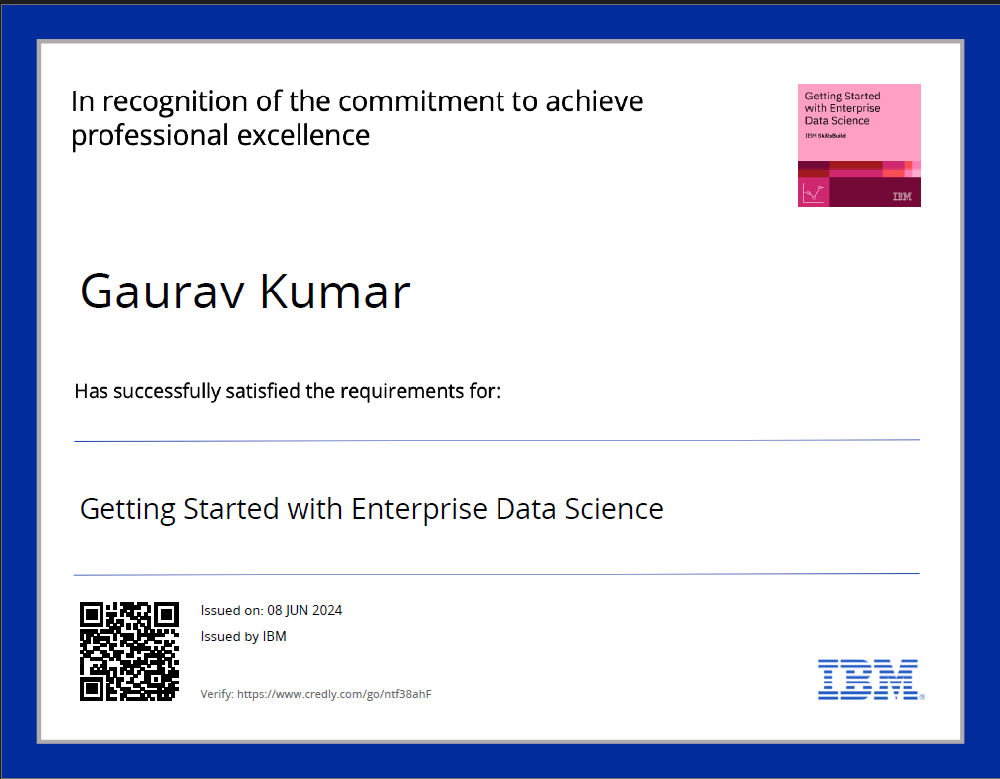 In recognition of the commitment to achieve
professional excellence
Getting Started
with Enterprise
Data Science
IBM SkillsBuild
IBM
Gaurav Kumar
Has successfully satisfied the requirements for:
Getting Started with Enterprise Data Science
Issued on: 08 JUN 2024
Issued by IBM
Verify: https://www.credly.com/go/ntf38ahF
IBM®